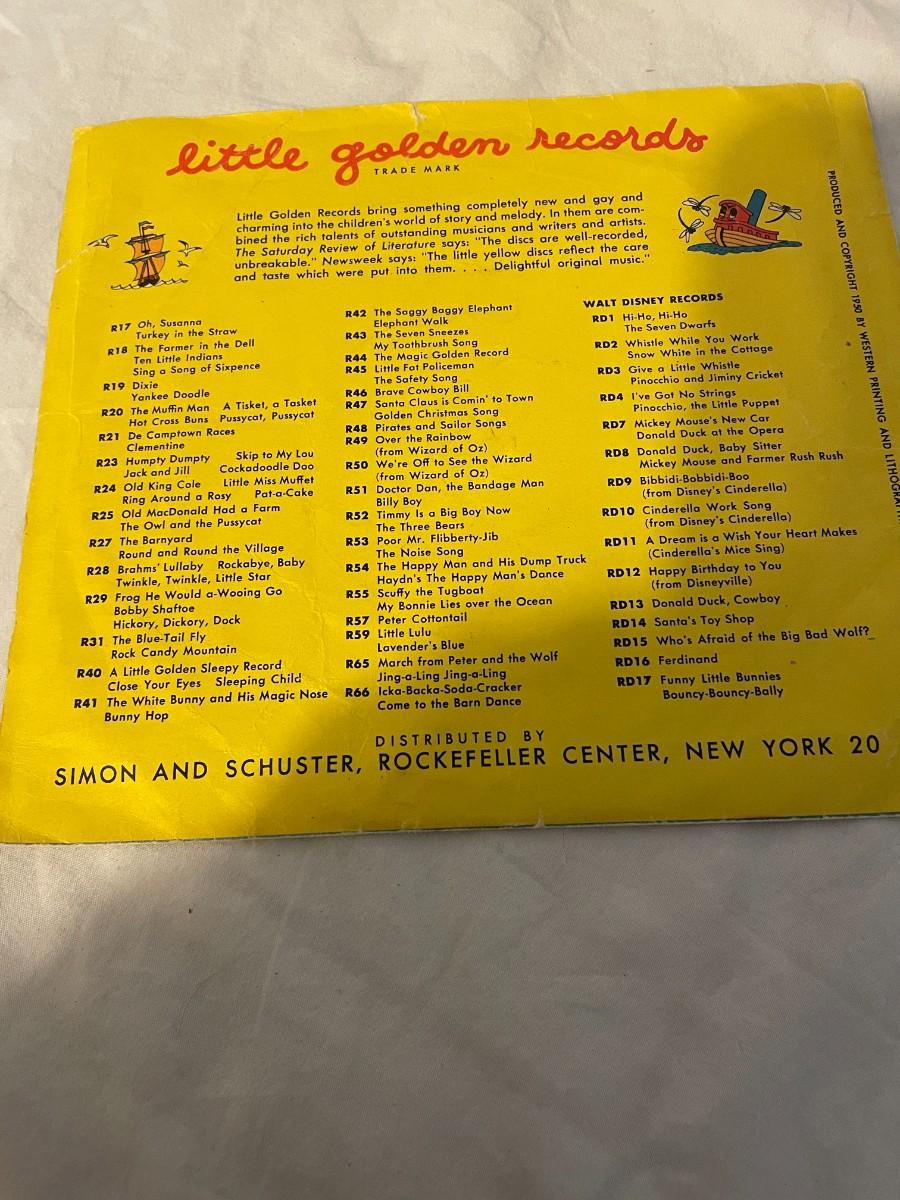 little golden records
TRADE MARK
Little Golden Records bring something completely new and gay and
charming into the children's world of story and melody. In them are com-
bined the rich talents of outstanding musicians and writers and artists.
The Saturday Review of Literature says: "The discs are well-recorded,
unbreakable." Newsweek says: "The little yellow discs reflect the care
and taste which were put into them. . . . Delightful original music."
R17 Oh, Susanna
Turkey in the Straw
R18 The Farmer in the Dell
Ten Little Indians
Sing a Song of Sixpence
R19 Dixie
Yankee Doodle
R20 The Muffin Man A Tisket, a Tasket
Hot Cross Buns Pussycat, Pussycat
R21 De Camptown Races
Clementine
R23 Humpty Dumpty Skip to My Lou
Jack and Jill Cockadoodle Doo
R24 Old King Cole Little Miss Muffet
Ring Around a Rosy Pat-a-Cake
R25 Old MacDonald Had a Farm
The Owl and the Pussycat
R27 The Barnyard
Round and Round the Village
R28 Brahms' Lullaby Rockabye, Baby
Twinkle, Twinkle, Little Star
R29 Frog He Would a-Wooing Go
Bobby Shaftoe
Hickory, Dickory, Dock
R31 The Blue-Tail Fly
Rock Candy Mountain
R40 A Little Golden Sleepy Record
Close Your Eyes Sleeping Child
R41 The White Bunny and His Magic Nose
Bunny Hop
R42 The Saggy Baggy Elephant
Elephant Walk
R43 The Seven Sneezes
My Toothbrush Song
R44 The Magic Golden Record
R45 Little Fat Policeman
The Safety Song
R46 Brave Cowboy Bill
R47 Santa Claus is Comin' to Town
Golden Christmas Song
R48 Pirates and Sailor Songs
R49 Over the Rainbow
(from Wizard of Oz)
R50 We're Off to See the Wizard
(from Wizard of Oz)
R51 Doctor Dan, the Bandage Man
Billy Boy
R52 Timmy Is a Big Boy Now
The Three Bears
R53 Poor Mr. Flibberty-Jib
The Noise Song
R54 The Happy Man and His Dump Truck
Haydn's The Happy Man's Dance
R55 Scuffy the Tugboat
My Bonnie Lies over the Ocean
R57 Peter Cottontail
R59 Little Lulu
Lavender's Blue
R65 March from Peter and the Wolf
Jing-a-Ling Jing-a-Ling
R66 Icka-Backa-Soda-Cracker
Come to the Barn Dance
WALT DISNEY RECORDS
RD1 Hi-Ho, Hi-Ho
The Seven Dwarfs
RD2 Whistle While You Work
Snow White in the Cottage
RD3 Give a Little Whistle
Pinocchio and Jiminy Cricket
RD4 I've Got No Strings
Pinocchio, the Little Puppet
RD7 Mickey Mouse's New Car
Donald Duck at the Opera
RD8 Donald Duck, Baby Sitter
Mickey Mouse and Farmer Rush Rush
RD9 Bibbidi-Bobbidi-Boo
(from Disney's Cinderella)
RD10 Cinderella Work Song
(from Disney's Cinderella)
RD11 A Dream is a Wish Your Heart Makes
(Cinderella's Mice Sing)
RD12 Happy Birthday to You
(from Disneyville)
RD13 Donald Duck, Cowboy
RD14 Santa's Toy Shop
RD15 Who's Afraid of the Big Bad Wolf?
RD16 Ferdinand
RD17 Funny Little Bunnies
Bouncy-Bouncy-Bally
DISTRIBUTED BY
SIMON AND SCHUSTER, ROCKEFELLER CENTER, NEW YORK 20
PRODUCED AND COPYRIGHT 1950 BY WESTERN PRINTING AND